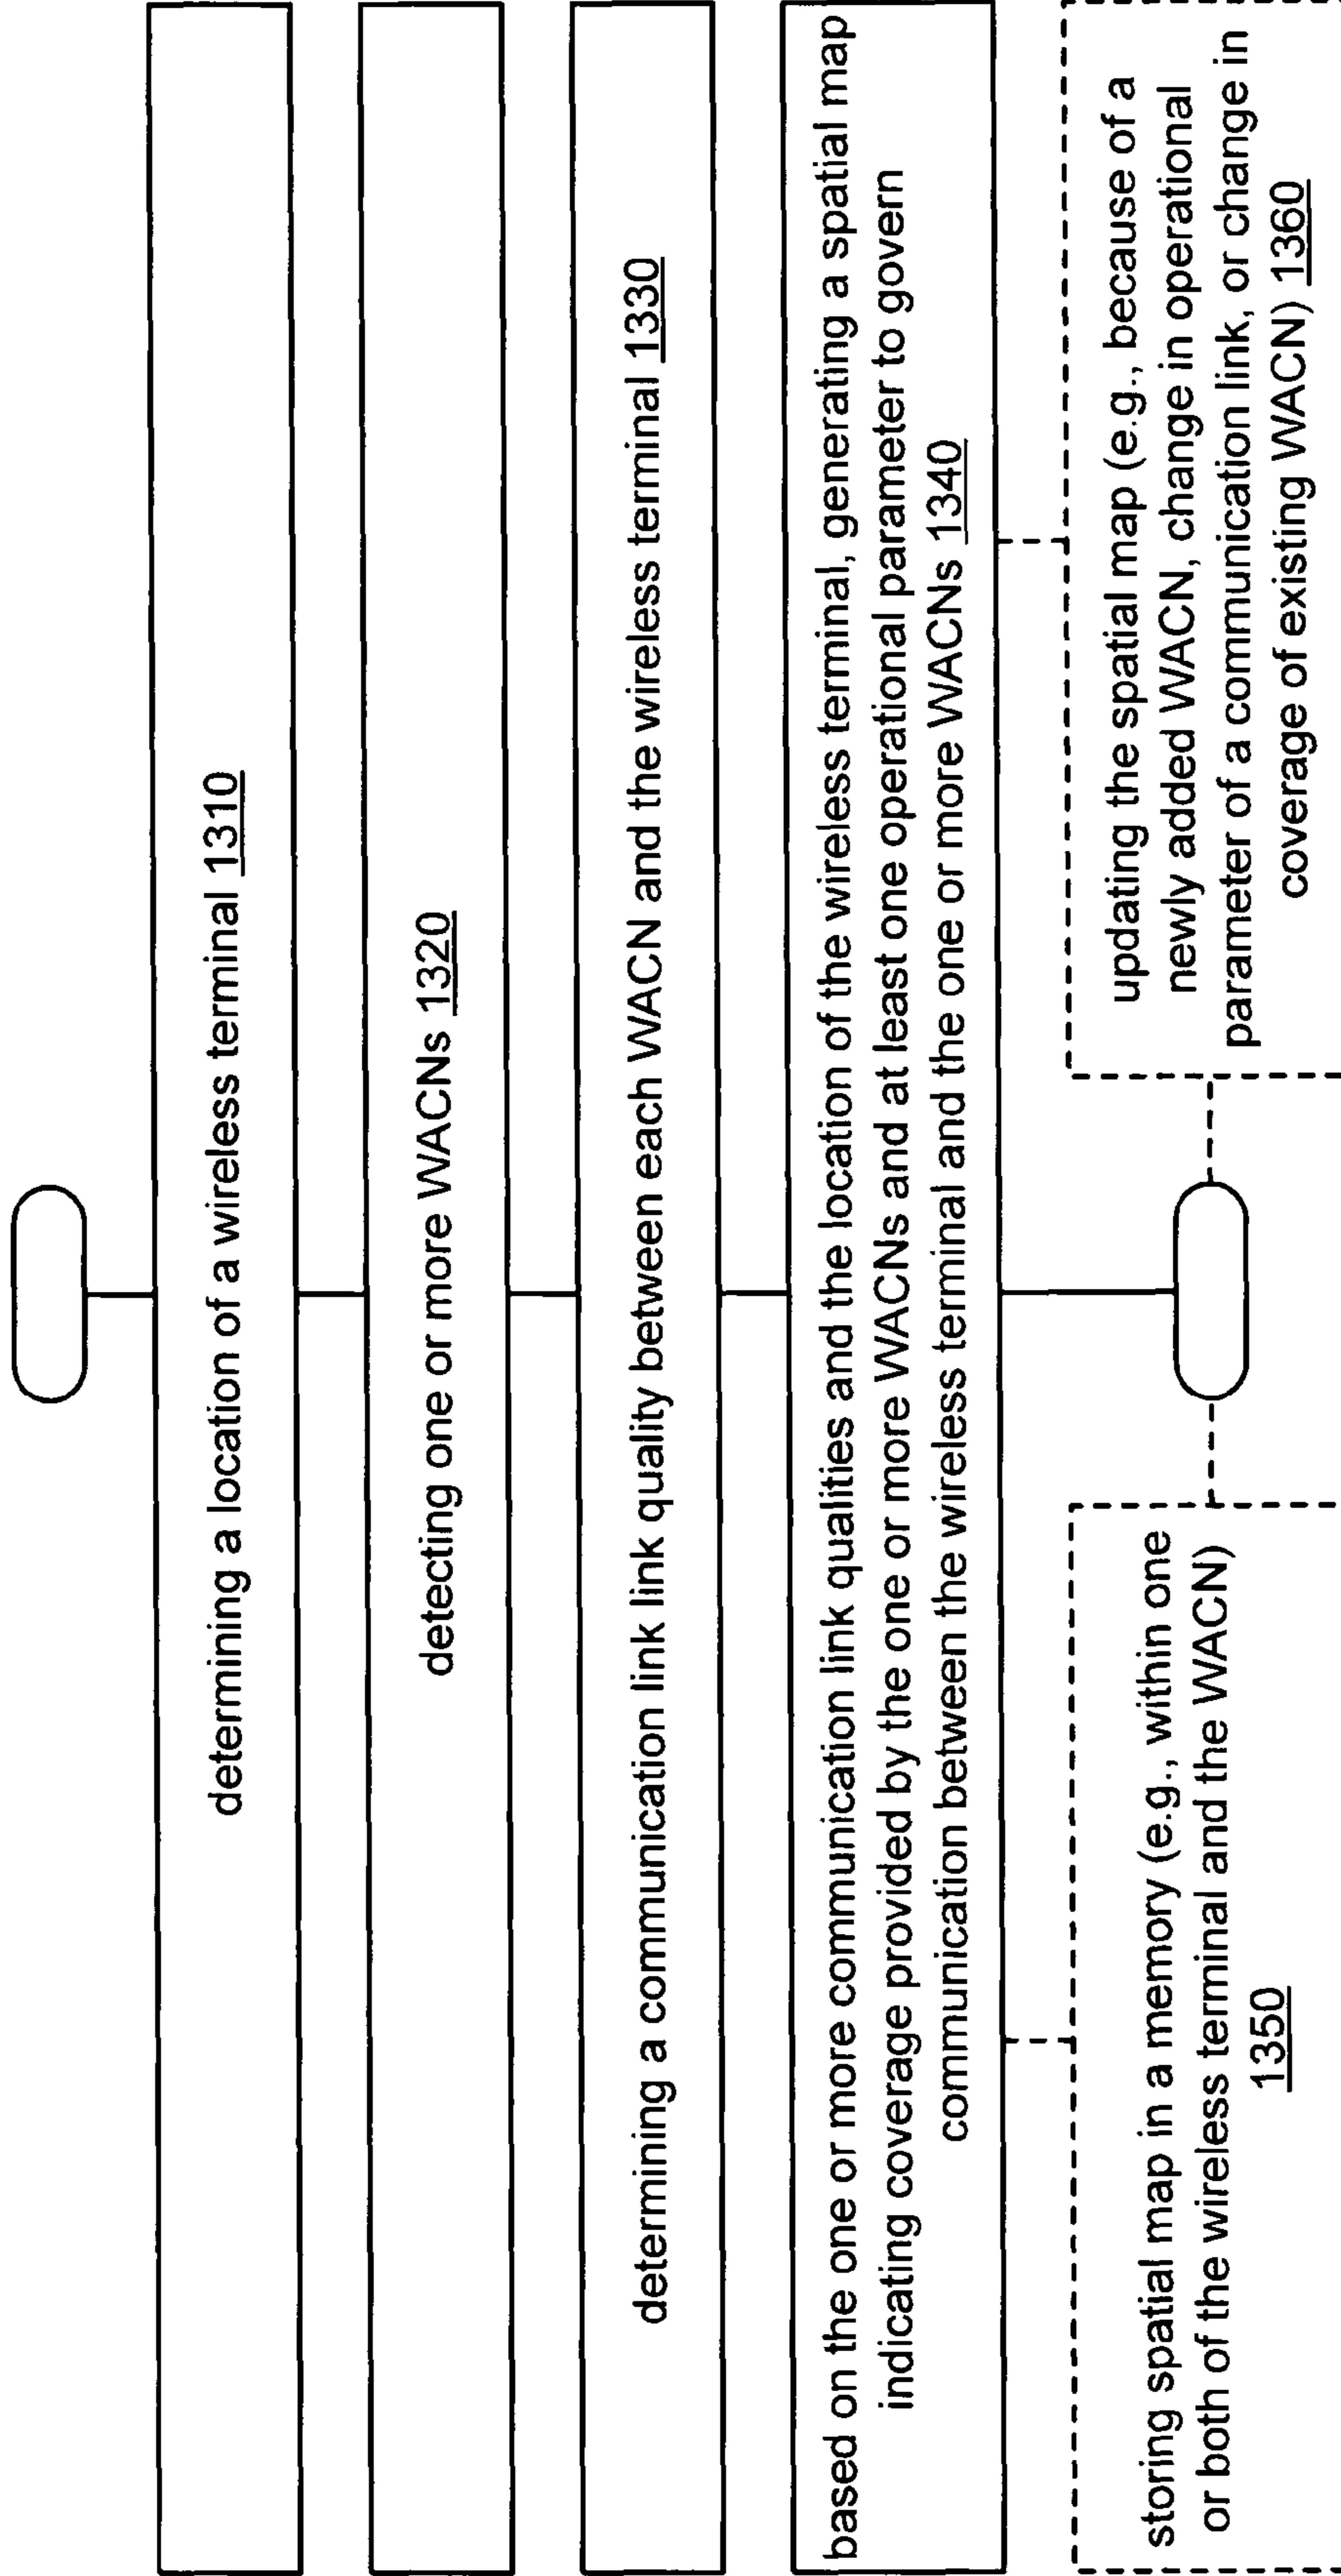 determining a location of a wireless terminal 1310
detecting one or more WACNs 1320
determining a communication link link quality between each WACN and the wireless terminal 1330
based on the one or more communication link qualities and the location of the wireless terminal, generating a spatial map
indicating coverage provided by the one or more WACNs and at least one operational parameter to govern
communication between the wireless terminal and the one or more WACNs 1340
storing spatial map in a memory (e.g., within one
or both of the wireless terminal and the WACN)
1350
updating the spatial map (e.g., because of a
newly added WACN, change in operational
parameter of a communication link, or change in
coverage of existing WACN) 1360